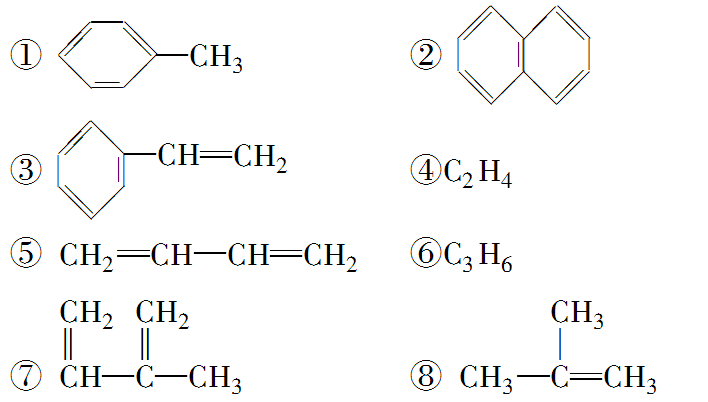 ① CH₃ ②
③ CH=CH₂ ④C₂H₄
⑤ CH₂=CH—CH=CH₂ ⑥C₃H₆
CH₂ CH₂ CH₃
⑦ CH—C—CH₃ ⑧ CH₃—C=CH₃